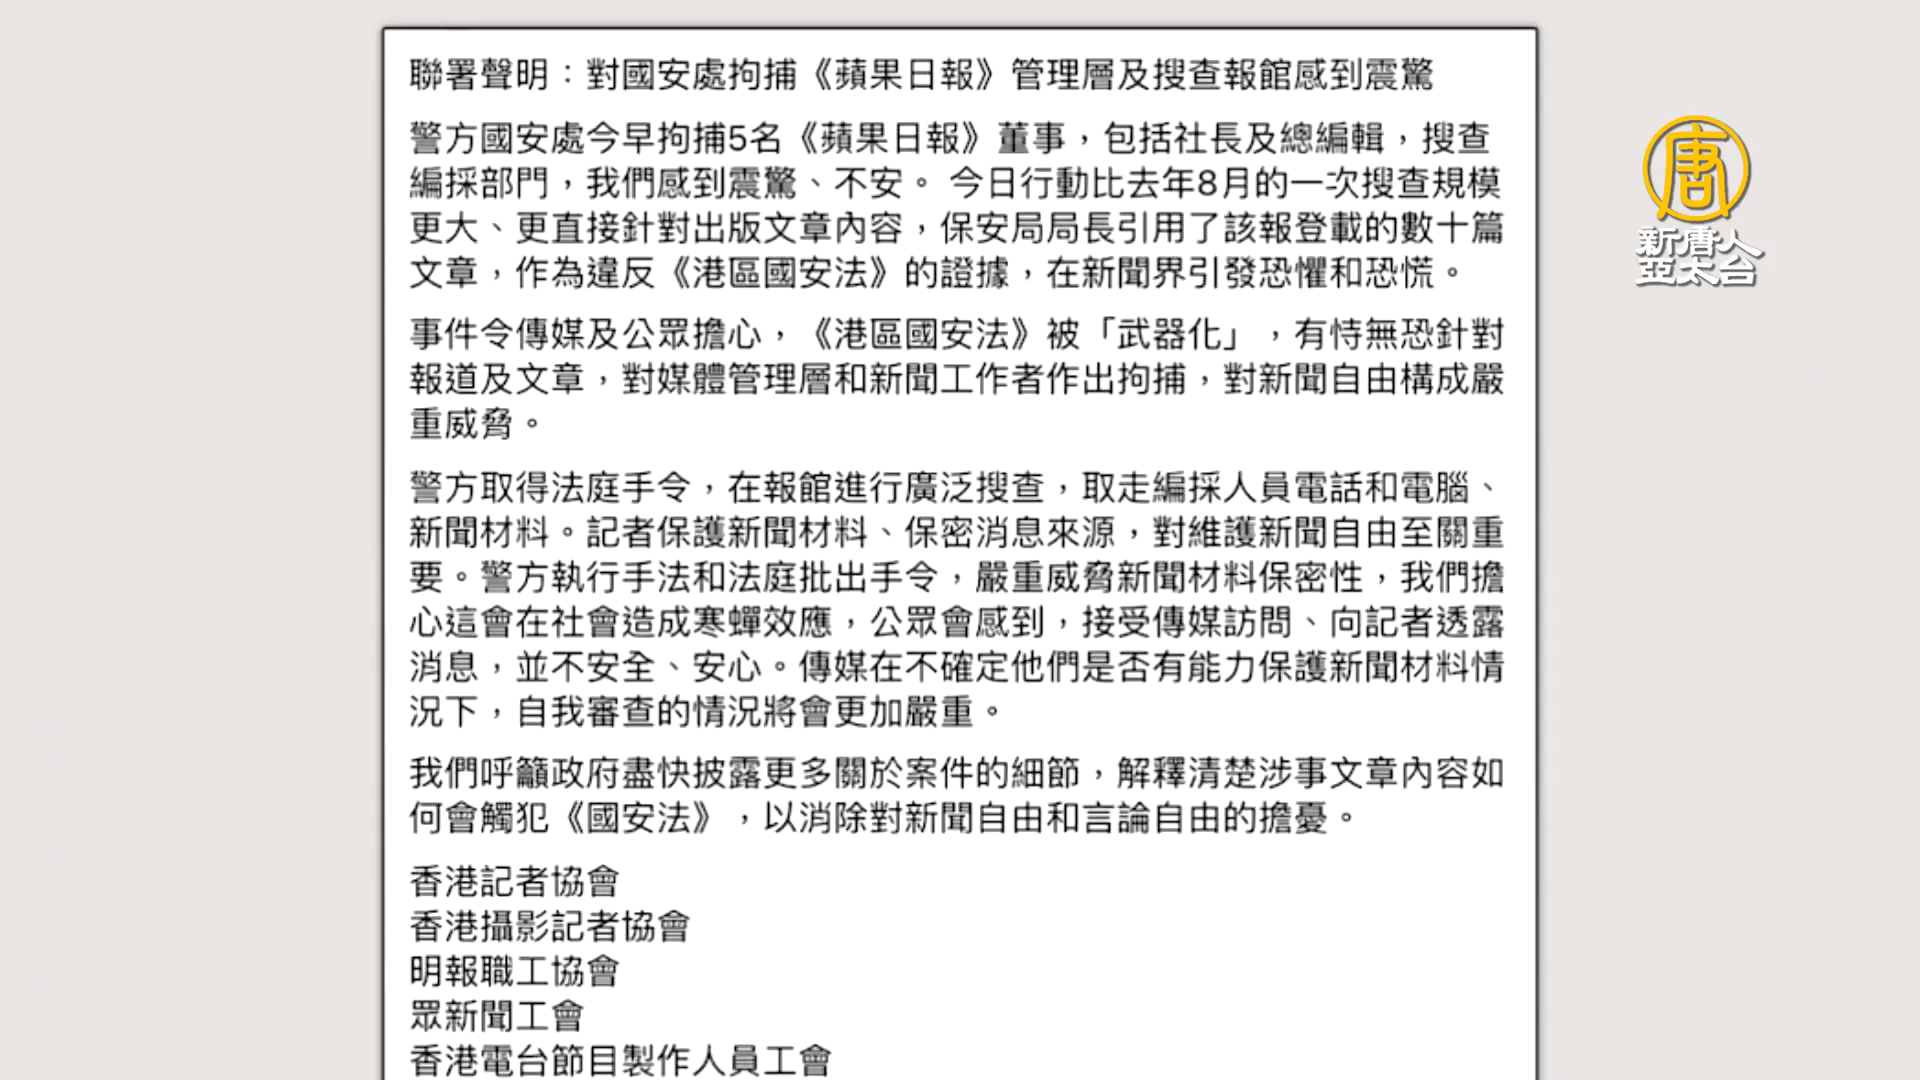 聯署聲明：對國安處拘捕《蘋果日報》管理層及搜查報館感到震驚
警方國安處今早拘捕5名《蘋果日報》董事，包括社長及總編輯，搜查
編採部門，我們感到震驚、不安。 今日行動比去年8月的一次搜查規模
更大、更直接針對出版文章內容，保安局局長引用了該報登載的數十篇
文章，作為違反《港區國安法》的證據，在新聞界引發恐懼和恐慌。
事件令傳媒及公眾擔心，《港區國安法》被「武器化」，有恃無恐針對
報道及文章，對媒體管理層和新聞工作者作出拘捕，對新聞自由構成嚴
重威脅。
警方取得法庭手令，在報館進行廣泛搜查，取走編採人員電話和電腦、
新聞材料。記者保護新聞材料、保密消息來源，對維護新聞自由至關重
要。警方執行手法和法庭批出手令，嚴重威脅新聞材料保密性，我們擔
心這會在社會造成寒蟬效應，公眾會感到，接受傳媒訪問、向記者透露
消息，並不安全、安心。傳媒在不確定他們是否有能力保護新聞材料情
況下，自我審查的情況將會更加嚴重。
我們呼籲政府盡快披露更多關於案件的細節，解釋清楚涉事文章內容如
何會觸犯《國安法》，以消除對新聞自由和言論自由的擔憂。
香港記者協會
香港攝影記者協會
明報職工協會
眾新聞工會
香港電台節目製作人員工會
唐
新唐人
亞太台